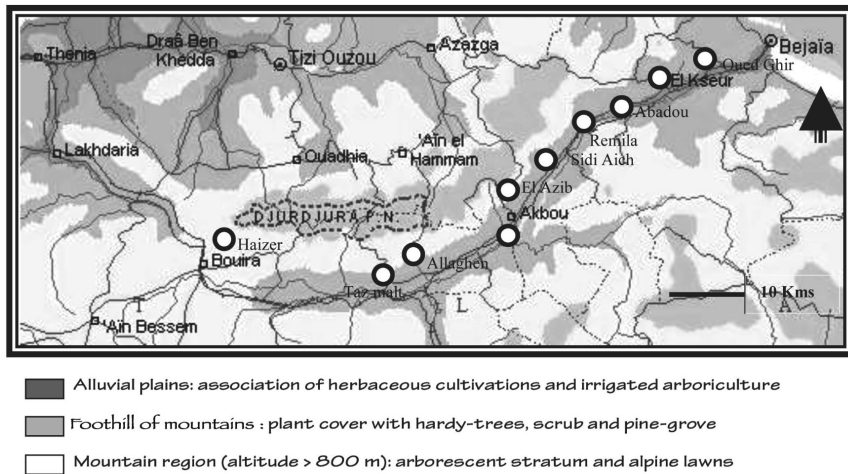 Thenia
Draâ Ben
Khedda
Tizi Ouzou
Azazga
Bejaïa
Oued Ghir
El Kseur
Abadou
Remila
Sidi Aich
Lakhdaria
Ouadhia
'Aïn el
Hammam
El Azib
Akbou
DJURDJURA P.N.
Haizer
Bouira
Allaghen
Taz malt
T
L
A
10 Kms
'Aïn Bessem
Alluvial plains: association of herbaceous cultivations and irrigated arboriculture
Foothill of mountains : plant cover with hardy-trees, scrub and pine-grove
Mountain region (altitude > 800 m): arborescent stratum and alpine lawns